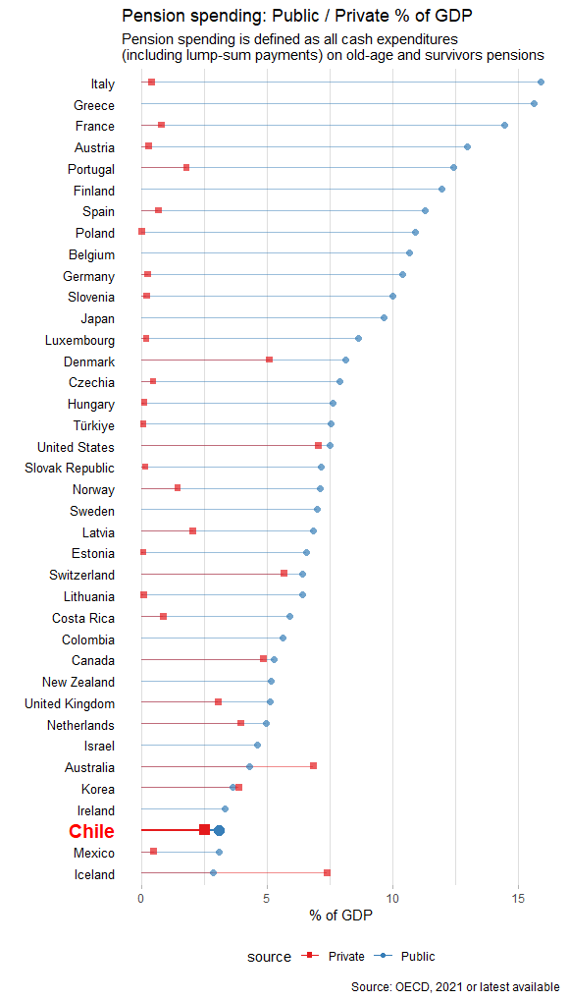 Pension spending: Public / Private % of GDP
Pension spending is defined as all cash expenditures
(including lump-sum payments) on old-age and survivors pensions
Italy
Greece
France
Austria
Portugal
Finland
Spain
Poland
Belgium
Germany
Slovenia
Japan
Luxembourg
Denmark
Czechia
Hungary
Türkiye
United States
Slovak Republic
Norway
Sweden
Latvia
Estonia
Switzerland
Lithuania
Costa Rica
Colombia
Canada
New Zealand
United Kingdom
Netherlands
Israel
Australia
Korea
Ireland
Chile
Mexico
Iceland
0 5 10 15
% of GDP
source Private Public
Source: OECD, 2021 or latest available